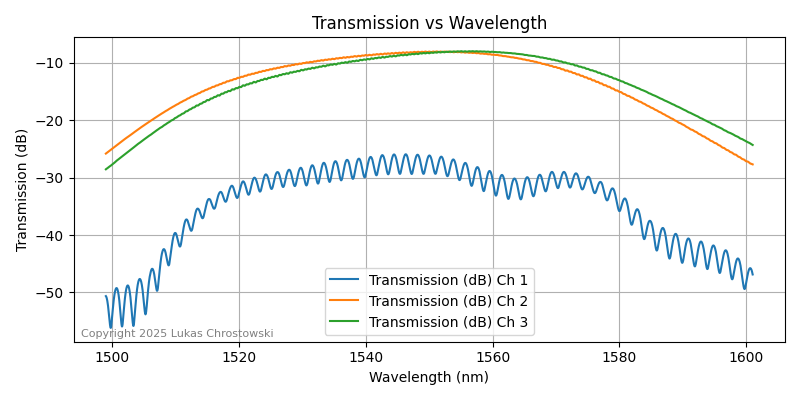 Transmission vs Wavelength
Transmission (dB)
−10
−20
−30
−40
−50
Transmission (dB) Ch 1
Transmission (dB) Ch 2
Transmission (dB) Ch 3
Copyright 2025 Lukas Chrostowski
1500
1520
1540
1560
1580
1600
Wavelength (nm)